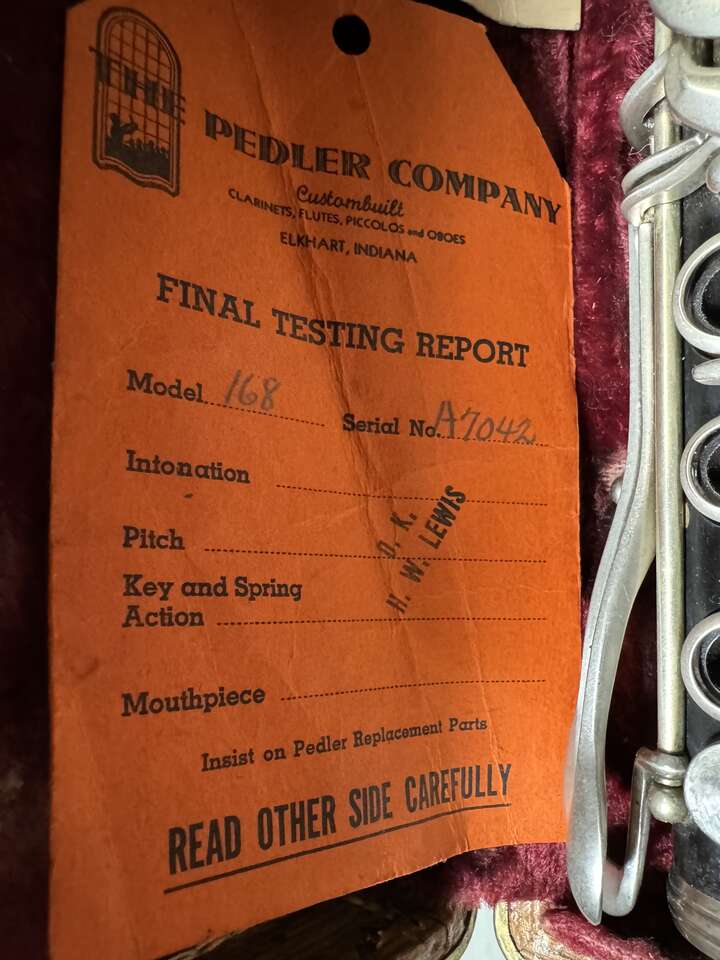 THE PEDLER COMPANY
Custombuilt
CLARINETS, FLUTES, PICCOLOS and OBOES
ELKHART, INDIANA
FINAL TESTING REPORT
Model 168 Serial No. A7042
Intonation
Pitch
O. K.
H. W. LEWIS
Key and Spring
Action
Mouthpiece
Insist on Pedler Replacement Parts
READ OTHER SIDE CAREFULLY